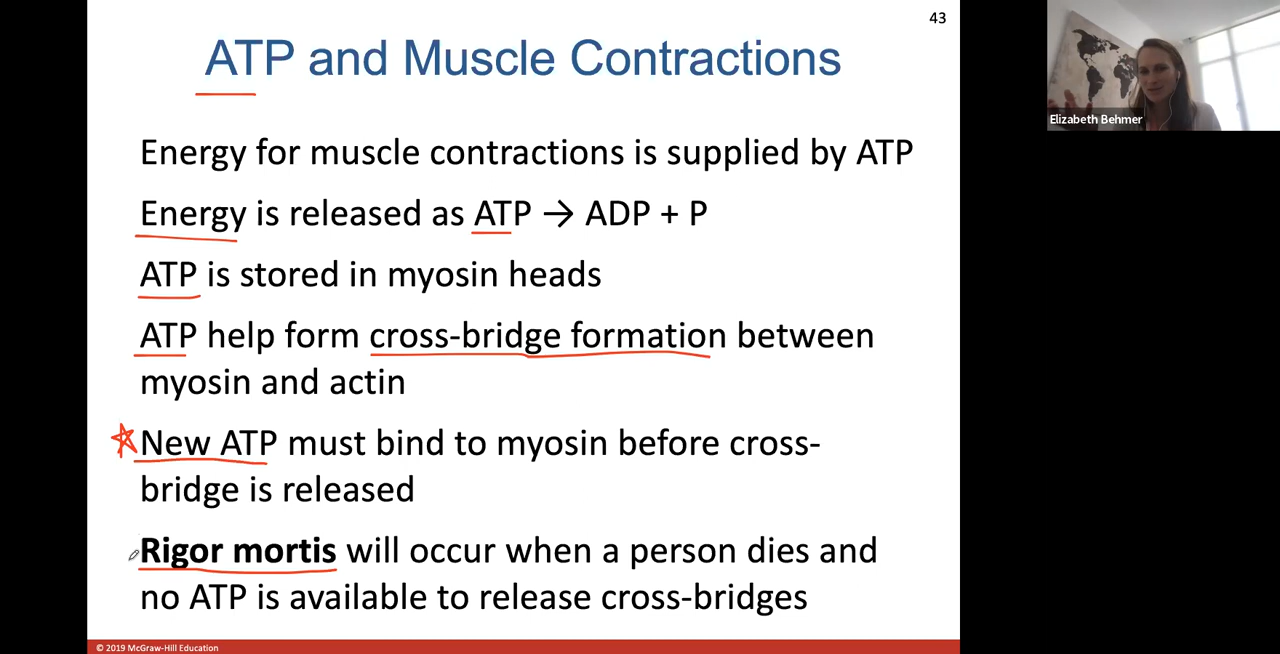 43
ATP and Muscle Contractions
Elizabeth Behmer
Energy for muscle contractions is supplied by ATP
Energy is released as ATP → ADP + P
ATP is stored in myosin heads
ATP help form cross-bridge formation between
myosin and actin
New ATP must bind to myosin before cross-
bridge is released
Rigor mortis will occur when a person dies and
no ATP is available to release cross-bridges
© 2019 McGraw-Hill Education